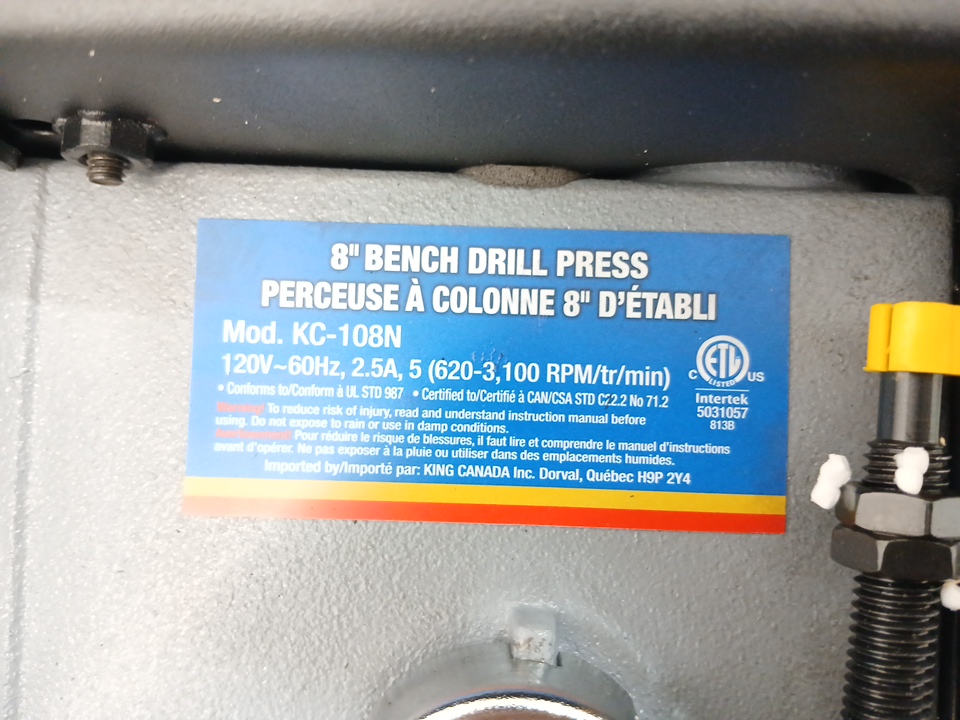 8" BENCH DRILL PRESS
PERCEUSE À COLONNE 8" D'ÉTABLI
Mod. KC-108N
120V~60Hz, 2.5A, 5 (620-3,100 RPM/tr/min)
• Conforms to/Conform à UL STD 987 • Certified to/Certifié à CAN/CSA STD C22.2 No 71.2
Warning! To reduce risk of injury, read and understand instruction manual before
using. Do not expose to rain or use in damp conditions.
Avertissement! Pour réduire le risque de blessures, il faut lire et comprendre le manuel d'instructions
avant d'opérer. Ne pas exposer à la pluie ou utiliser dans des emplacements humides.
Imported by/Importé par: KING CANADA Inc. Dorval, Québec H9P 2Y4
ETL
C LISTED US
Intertek
5031057
813B